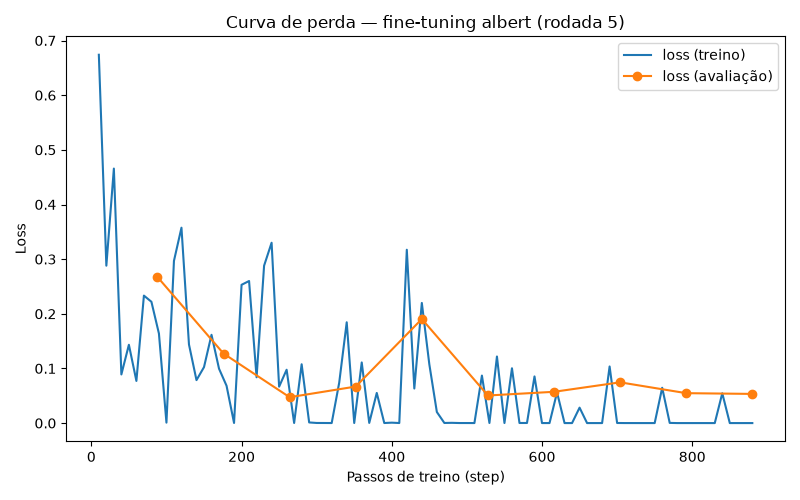 Curva de perda — fine-tuning albert (rodada 5)
loss (treino)
loss (avaliação)
Loss
0.7
0.6
0.5
0.4
0.3
0.2
0.1
0.0
0 200 400 600 800
Passos de treino (step)